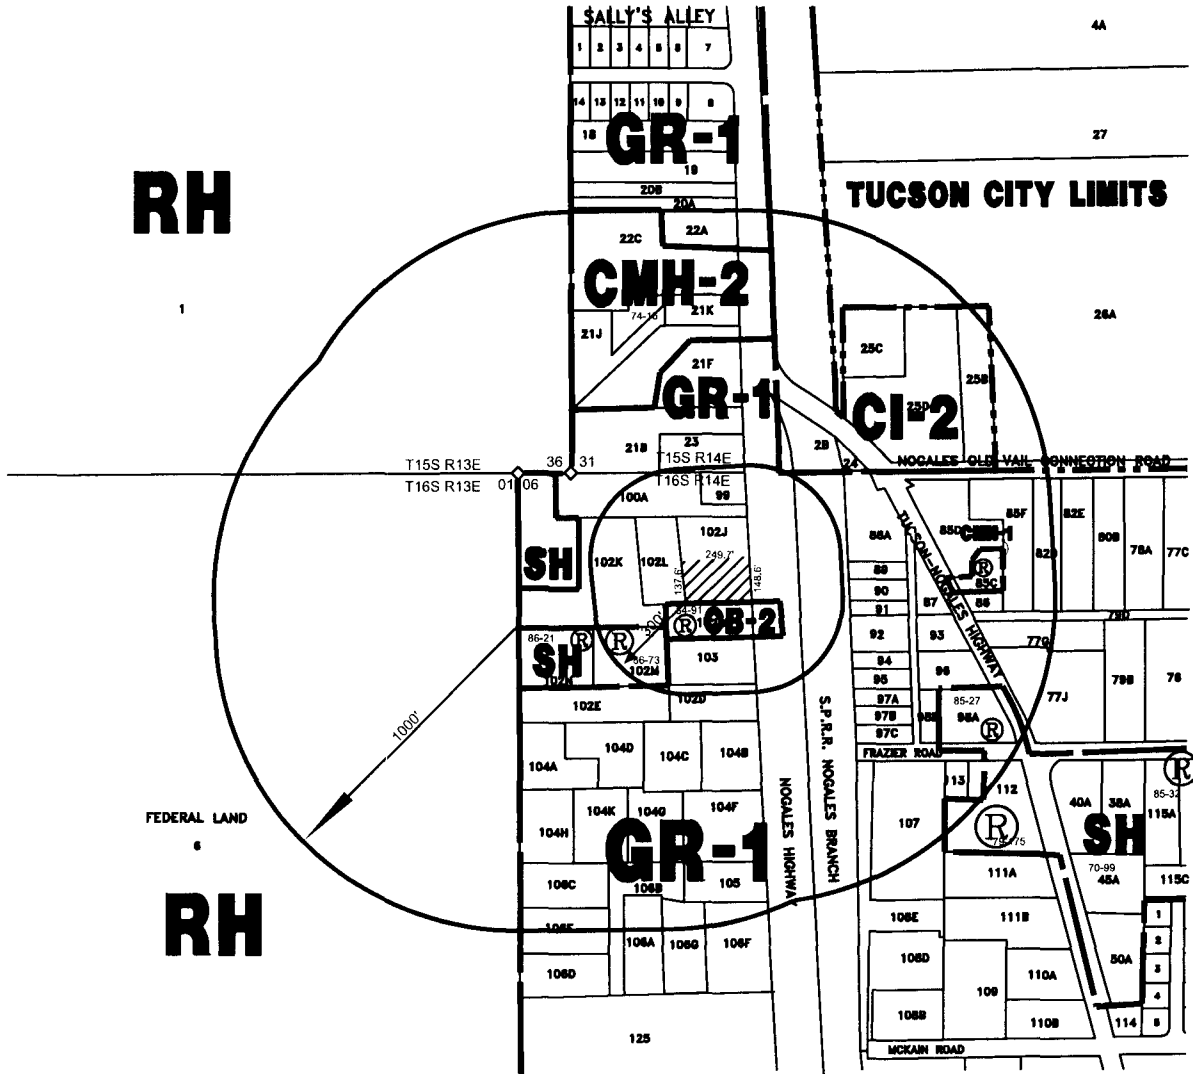 SALLY'S ALLEY
4A
1 2 3 4 5 6 7
14 13 12 11 10 9 8
18
GR-1
27
19
RH
20B
TUCSON CITY LIMITS
20A
22C
22A
CMH-2
1
21K
74-16
26A
21J
25C
21F
25B
GR-1
25D
CI-2
21B
23
2B
T15S R13E
36
31
T15S R14E
24
NOGALES OLD VAIL CONNECTION ROAD
T16S R13E
01
06
T16S R14E
100A
99
85F
82E
102J
86A
85D
CMH-1
80B
78A
77C
SH
102K
102L
249.7'
137.6'
148.6'
89
R
85C
90
91
87
86
79D
TUCSON-NOGALES HIGHWAY
R
CB-2
300'
86-21
R
R
92
93
SH
86-73
102M
103
94
96
95
77J
79B
78
102E
102D
97A
97B
97C
85-27
98A
R
1000'
S.P.R.R. NOGALES BRANCH
104D
104C
104B
FRAZIER ROAD
104A
113
112
R
85-32
NOGALES HIGHWAY
104K
104G
104F
40A
38A
115A
FEDERAL LAND
104H
107
R
SH
6
GR-1
70-99
106C
106B
105
111A
45A
115C
RH
106E
111B
1
106A
106G
106F
2
106D
108D
110A
50A
3
109
4
108B
110B
114
5
125
MCKAIN ROAD